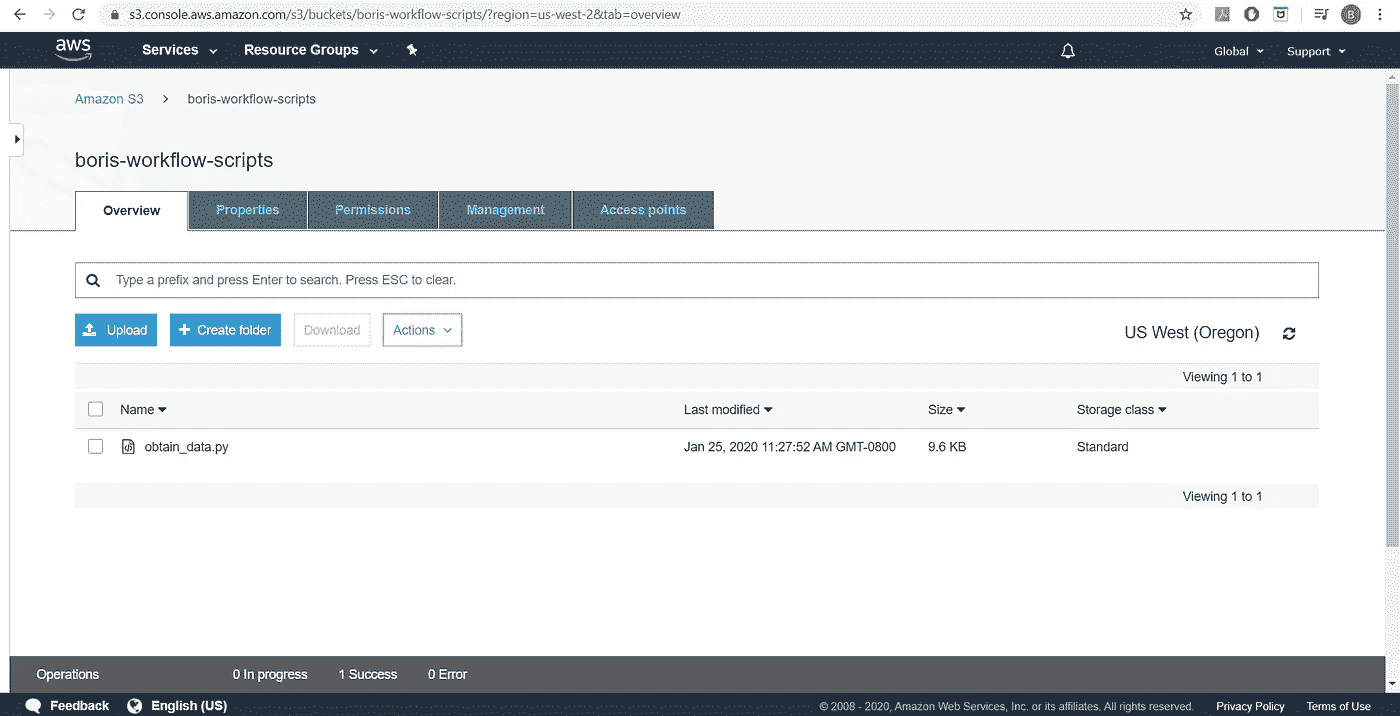 s3.console.aws.amazon.com/s3/buckets/boris-workflow-scripts/?region=us-west-2&tab=overview
B
aws Services Resource Groups Global Support
Amazon S3 > boris-workflow-scripts
boris-workflow-scripts
Overview Properties Permissions Management Access points
Type a prefix and press Enter to search. Press ESC to clear.
Upload + Create folder Download Actions US West (Oregon)
Viewing 1 to 1
Name Last modified Size Storage class
obtain_data.py Jan 25, 2020 11:27:52 AM GMT-0800 9.6 KB Standard
Viewing 1 to 1
Operations 0 In progress 1 Success 0 Error
Feedback English (US) © 2008 - 2020, Amazon Web Services, Inc. or its affiliates. All rights reserved. Privacy Policy Terms of Use